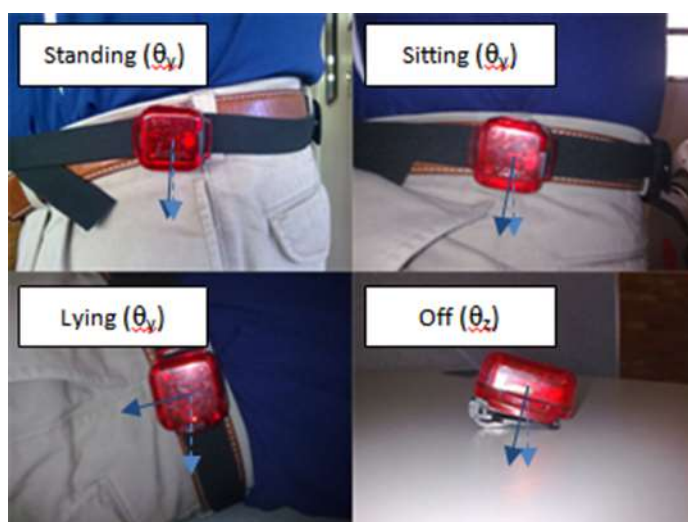 Standing (θy)
Sitting (θy)
Lying (θy)
Off (θz)